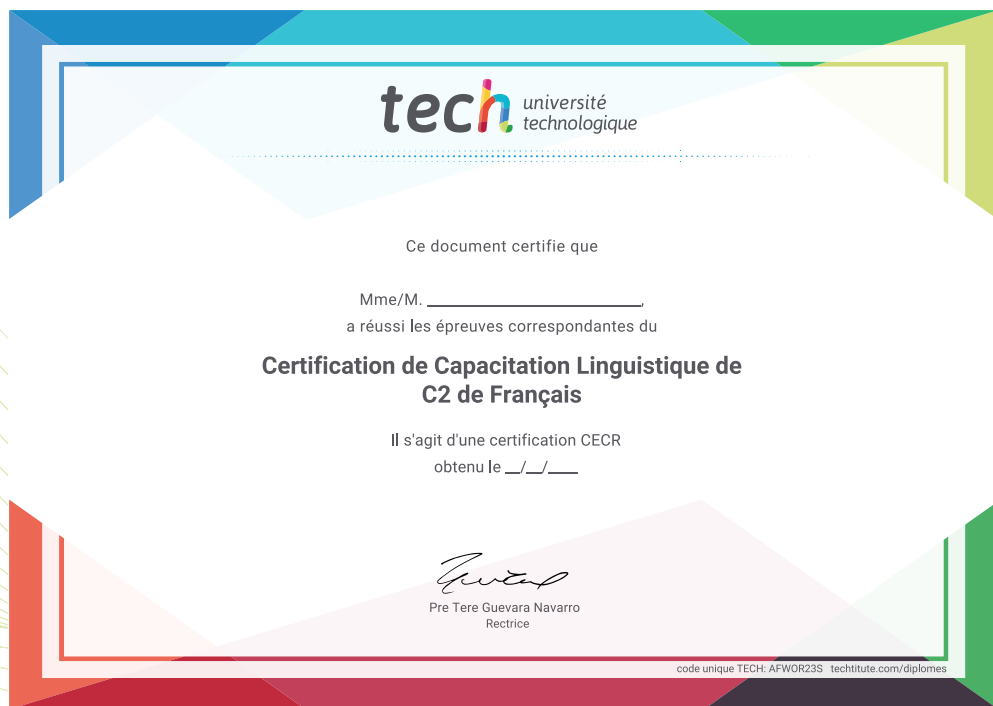 tech université
technologique
Ce document certifie que
Mme/M. ________________________,
a réussi les épreuves correspondantes du
Certification de Capacitation Linguistique de
C2 de Français
Il s'agit d'une certification CECR
obtenu le __/__/____
Pre Tere Guevara Navarro
Rectrice
code unique TECH: AFWOR23S techtitute.com/diplomes